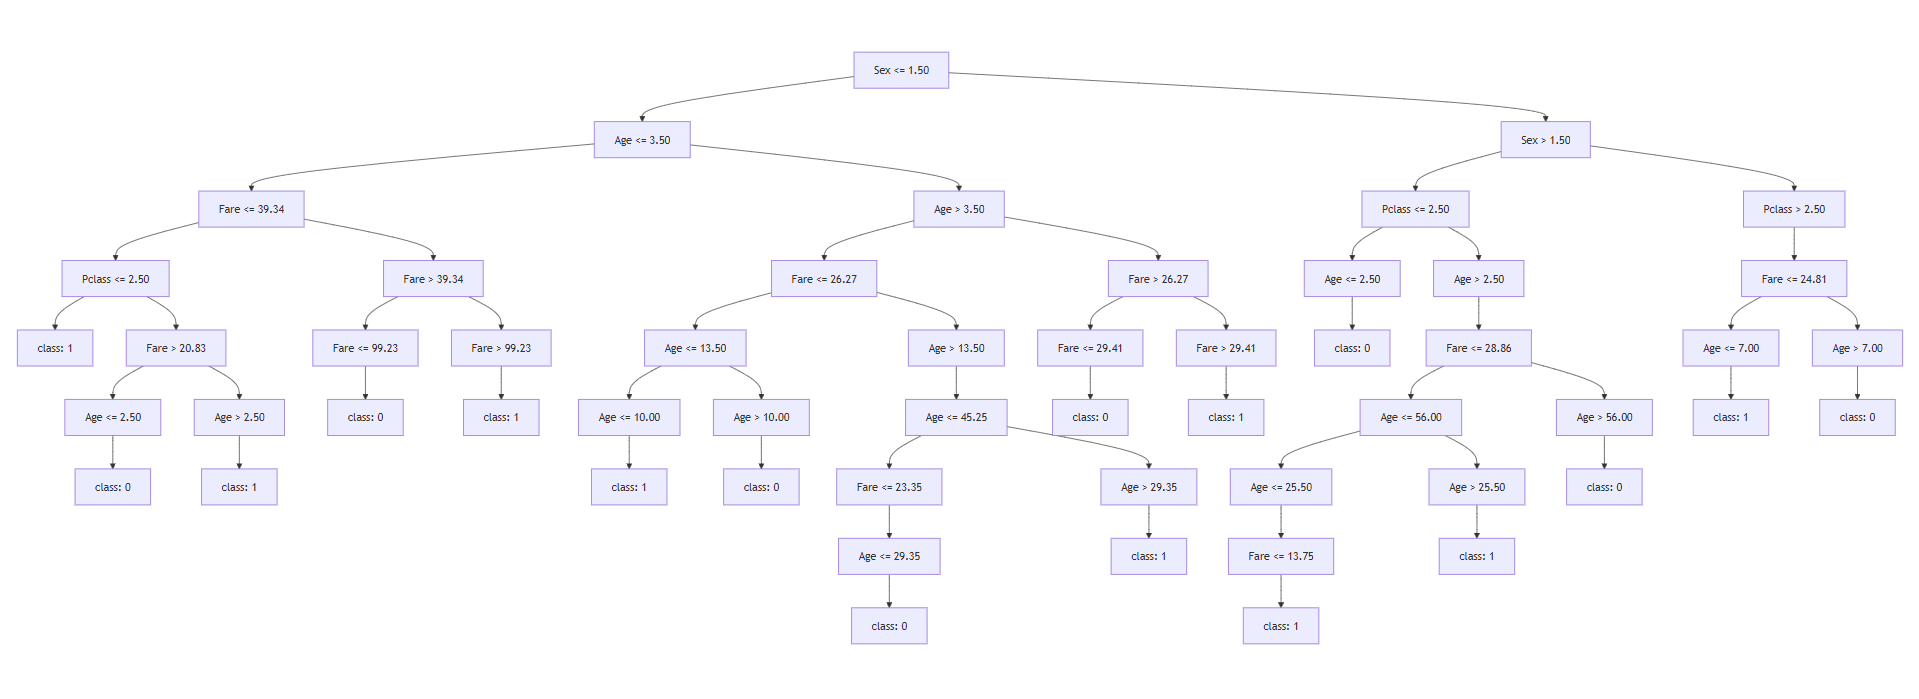 Sex <= 1.50
Age <= 3.50
Sex > 1.50
Fare <= 39.34
Age > 3.50
Pclass <= 2.50
Pclass > 2.50
Pclass <= 2.50
Fare > 39.34
Fare <= 26.27
Fare > 26.27
Age <= 2.50
Age > 2.50
Fare <= 24.81
class: 1
Fare > 20.83
Fare <= 99.23
Fare > 99.23
Age <= 13.50
Age > 13.50
Fare <= 29.41
Fare > 29.41
class: 0
Fare <= 28.86
Age <= 7.00
Age > 7.00
Age <= 2.50
Age > 2.50
class: 0
class: 1
Age <= 10.00
Age > 10.00
Age <= 45.25
class: 0
class: 1
Age <= 56.00
Age > 56.00
class: 1
class: 0
class: 0
class: 1
class: 1
class: 0
Fare <= 23.35
Age > 29.35
Age <= 25.50
Age > 25.50
class: 0
Age <= 29.35
class: 1
Fare <= 13.75
class: 1
class: 0
class: 1